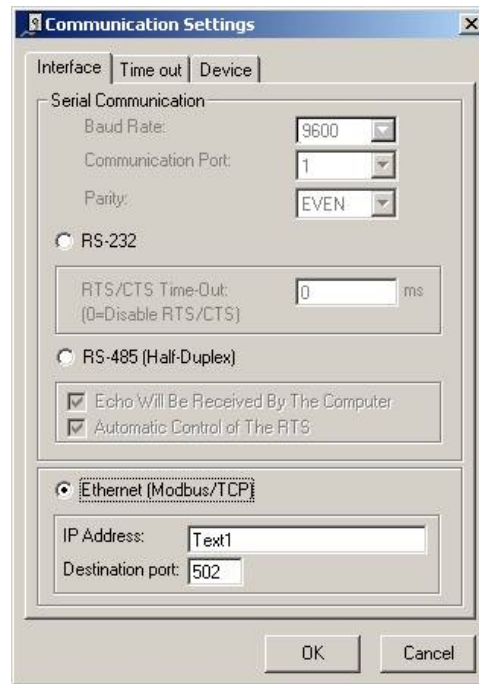 Communication Settings
Interface Time out Device
Serial Communication
Baud Rate: 9600
Communication Port: 1
Parity: EVEN
RS-232
RTS/CTS Time-Out: 0 ms
(0=Disable RTS/CTS)
RS-485 (Half-Duplex)
Echo Will Be Received By The Computer
Automatic Control of The RTS
Ethernet (Modbus/TCP)
IP Address: Text1
Destination port: 502
OK Cancel